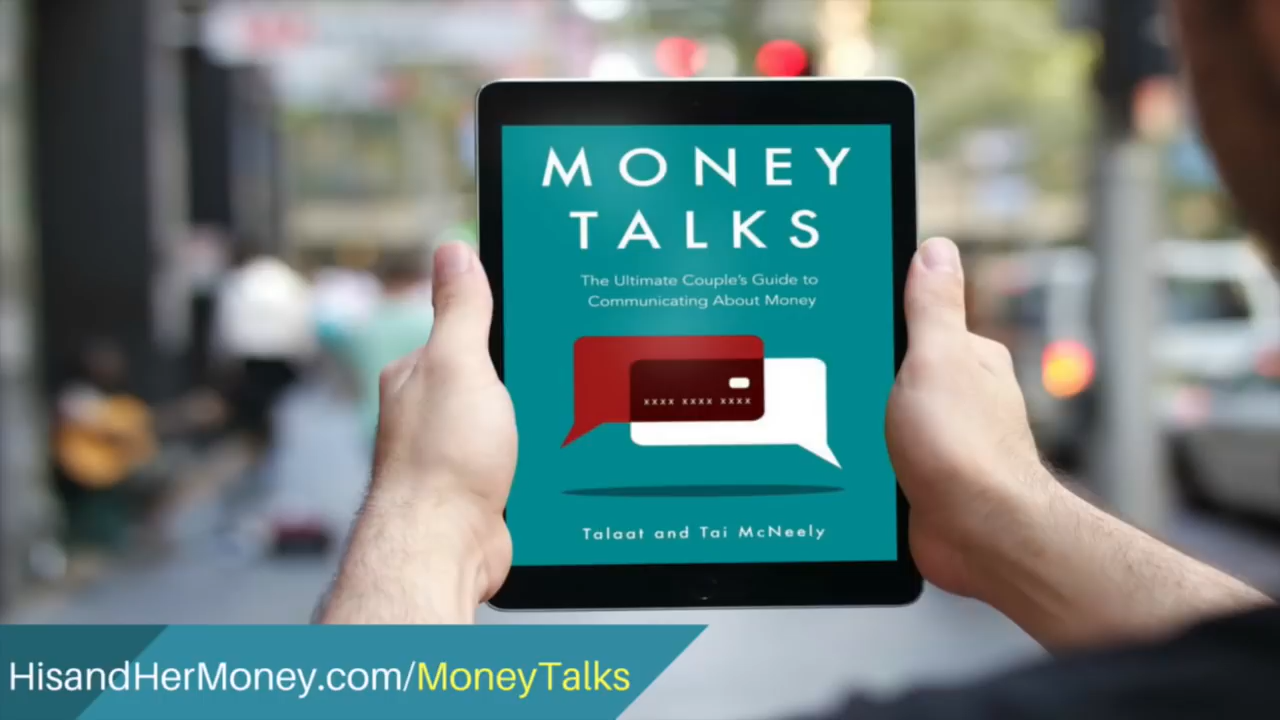 MONEY
TALKS
The Ultimate Couple's Guide to
Communicating About Money
xxxx xxxx xxxx
Talaat and Tai McNeely
HisandHerMoney.com/MoneyTalks